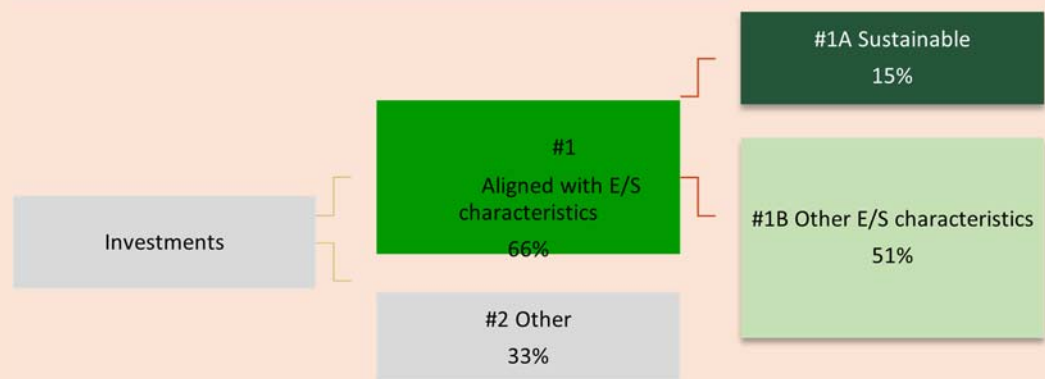 Investments
#1
Aligned with E/S
characteristics
66%
#2 Other
33%
#1A Sustainable
15%
#1B Other E/S characteristics
51%